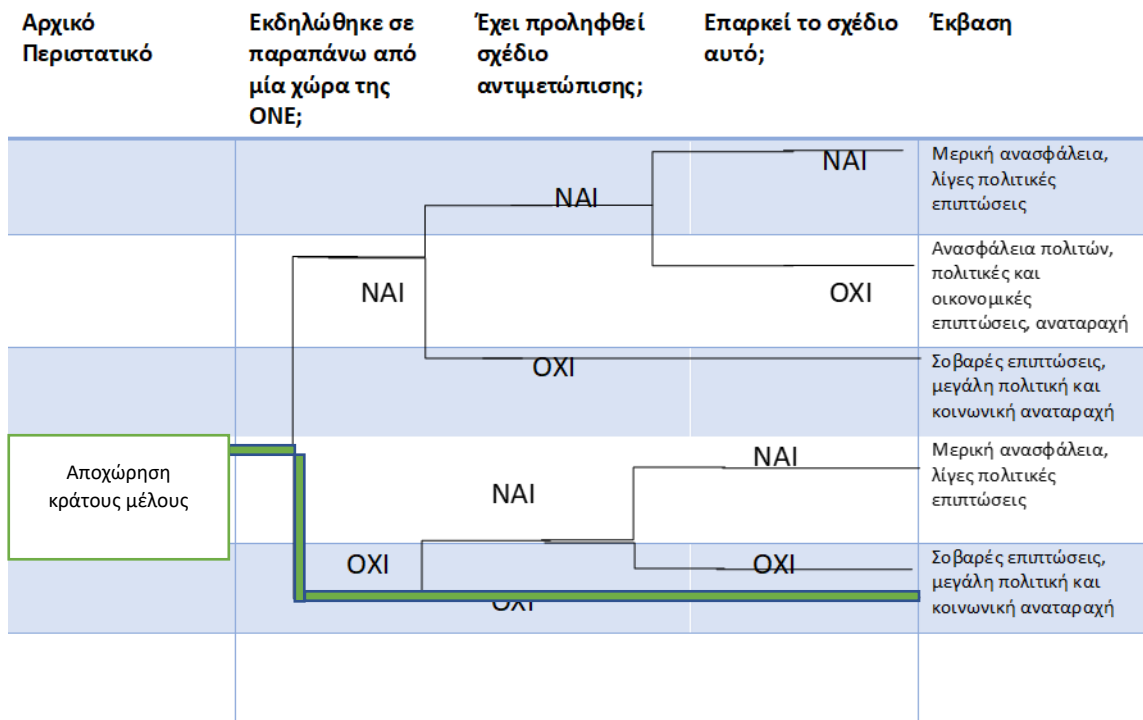 Αρχικό
Περιστατικό
Εκδηλώθηκε σε
παραπάνω από
μία χώρα της
ΟΝΕ;
Έχει προληφθεί
σχέδιο
αντιμετώπισης;
Επαρκεί το σχέδιο
αυτό;
Έκβαση
ΝΑΙ
ΝΑΙ
Μερική ανασφάλεια,
λίγες πολιτικές
επιπτώσεις
ΝΑΙ
ΟΧΙ
Ανασφάλεια πολιτών,
πολιτικές και
οικονομικές
επιπτώσεις, αναταραχή
ΟΧΙ
Σοβαρές επιπτώσεις,
μεγάλη πολιτική και
κοινωνική αναταραχή
Αποχώρηση
κράτους μέλους
ΝΑΙ
ΝΑΙ
Μερική ανασφάλεια,
λίγες πολιτικές
επιπτώσεις
ΟΧΙ
ΟΧΙ
ΟΧΙ
Σοβαρές επιπτώσεις,
μεγάλη πολιτική και
κοινωνική αναταραχή